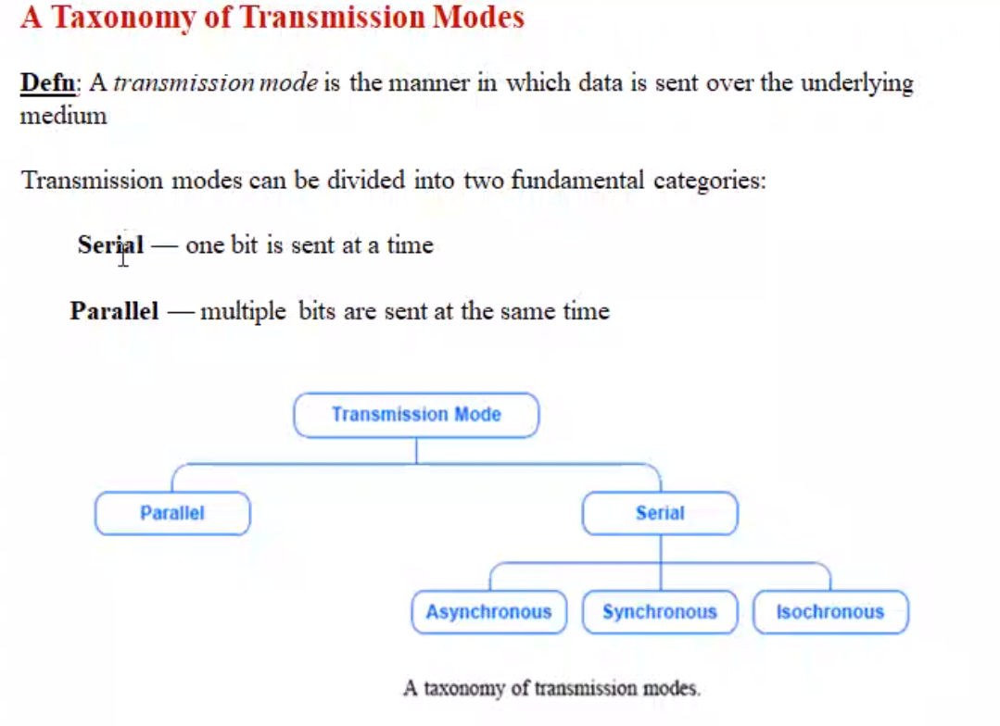 A Taxonomy of Transmission Modes
Defn: A transmission mode is the manner in which data is sent over the underlying
medium
Transmission modes can be divided into two fundamental categories:
Serial — one bit is sent at a time
Parallel — multiple bits are sent at the same time
Transmission Mode
Parallel
Serial
Asynchronous
Synchronous
Isochronous
A taxonomy of transmission modes.